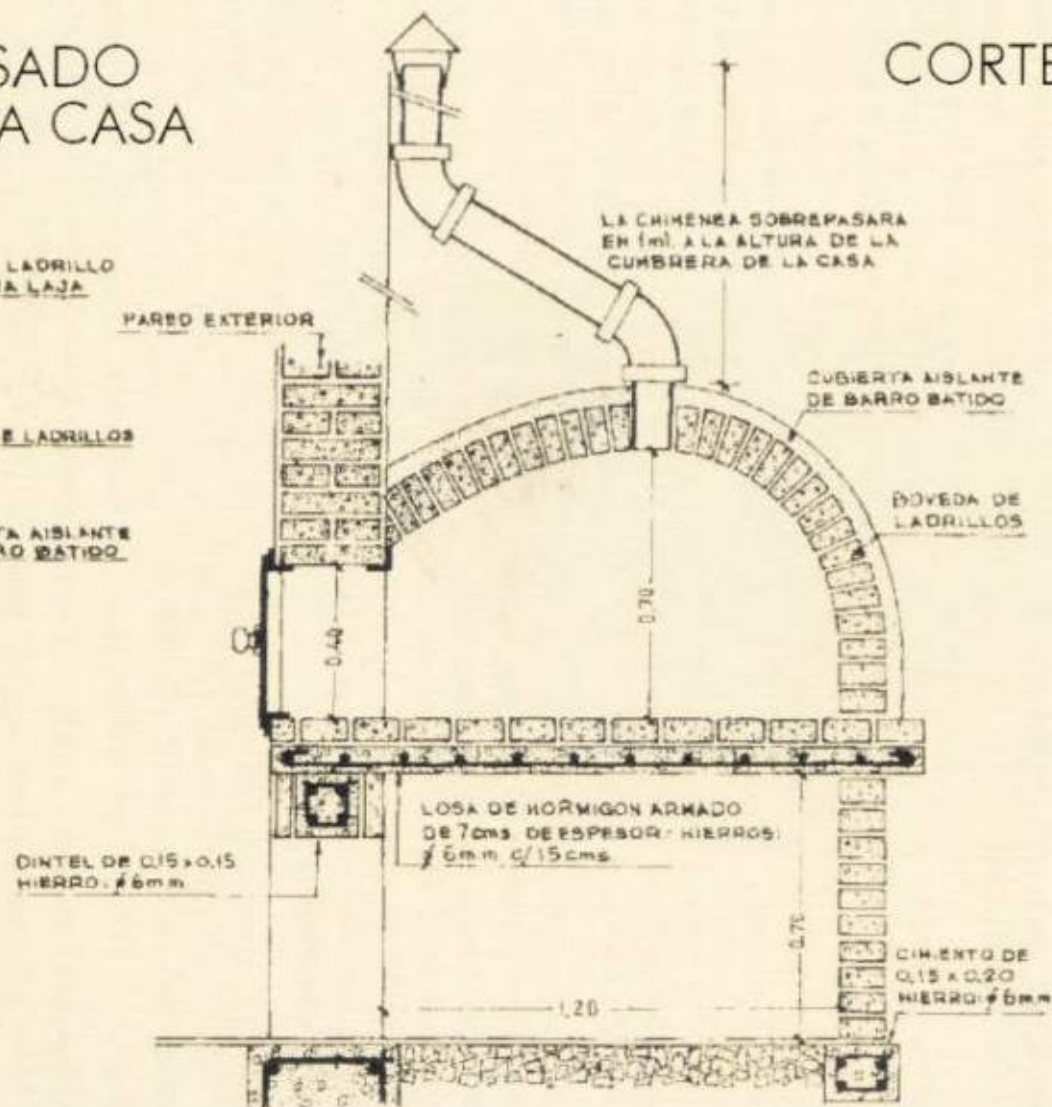 SADO
A CASA
CORTE
LA CHIMENEA SOBREPASARA
EN 1ml. A LA ALTURA DE LA
CUMBRERA DE LA CASA
LADRILLO
LAJA
PARED EXTERIOR
CUBIERTA AISLANTE
DE BARRO BATIDO
E LADRILLOS
BOVEDA DE
LADRILLOS
TA AISLANTE
RO BATIDO
0.40
0.70
LOSA DE HORMIGON ARMADO
DE 7cms DE ESPESOR: HIERROS:
ø 6mm c/15cms
DINTEL DE 0,15 x 0,15
HIERRO: ø 6mm
0.70
CIMIENTO DE
0,15 x 0,20
HIERRO: ø 6mm
1,20